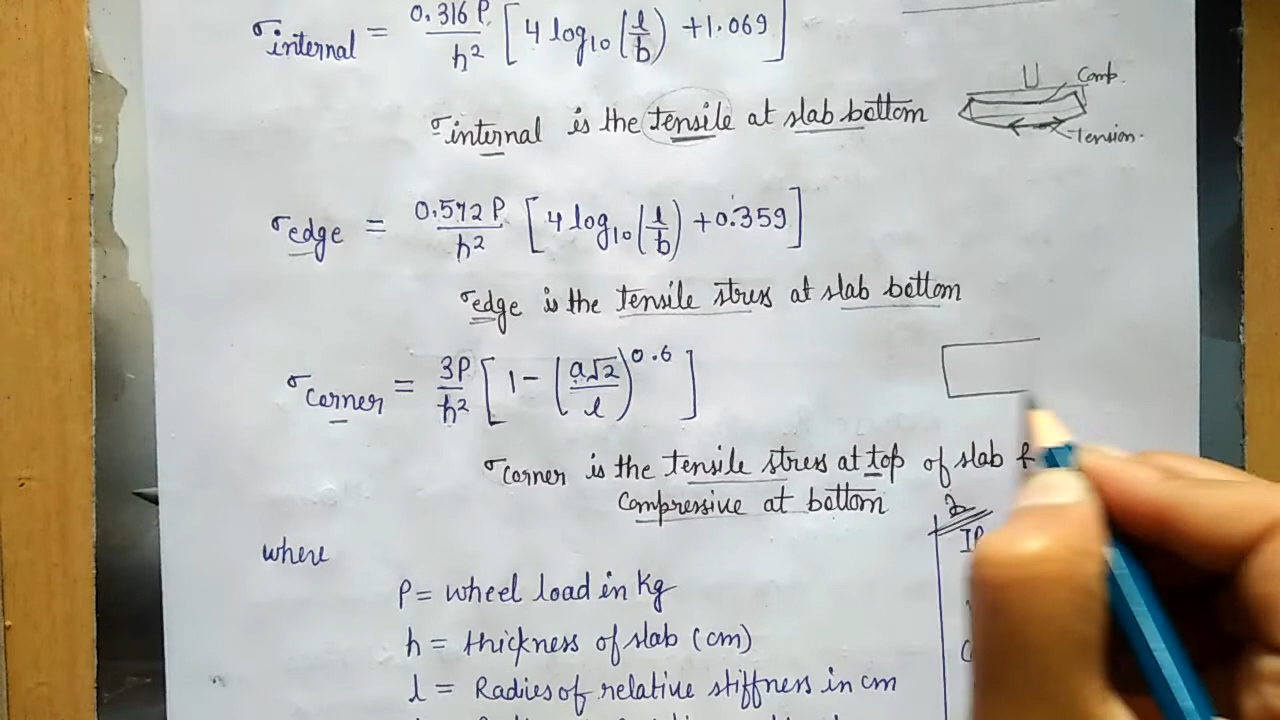 σinternal = 0.316 P/h² [4 log10 (l/b) + 1.069]
Comp.
σinternal is the tensile at slab bottom
Tension.
σedge = 0.572 P/h² [4 log10 (l/b) + 0.359]
σedge is the tensile stress at slab bottom
σcorner = 3P/h² [1 - (a√2/l)^0.6]
σcorner is the tensile stress at top of slab &
compressive at bottom
where
P = wheel load in Kg
h = thickness of slab (cm)
l = Radies of relative stiffness in cm